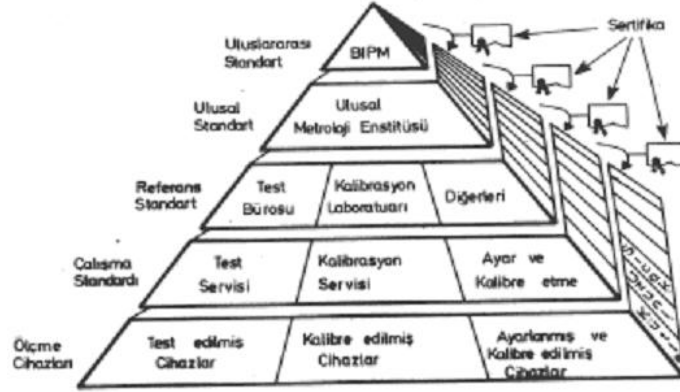 Uluslararası
Standart
BIPM
Sertifika
Ulusal
Standart
Ulusal
Metroloji Enstitüsü
Referans
Standart
Test
Bürosu
Kalibrasyon
Laboratuarı
Diğerleri
Çalışma
Standardı
Test
Servisi
Kalibrasyon
Servisi
Ayar ve
Kalibre etme
Ölçme
Cihazları
Test edilmiş
Cihazlar
Kalibre edilmiş
Cihazlar
Ayarlanmış ve
Kalibre edilmiş
Cihazlar